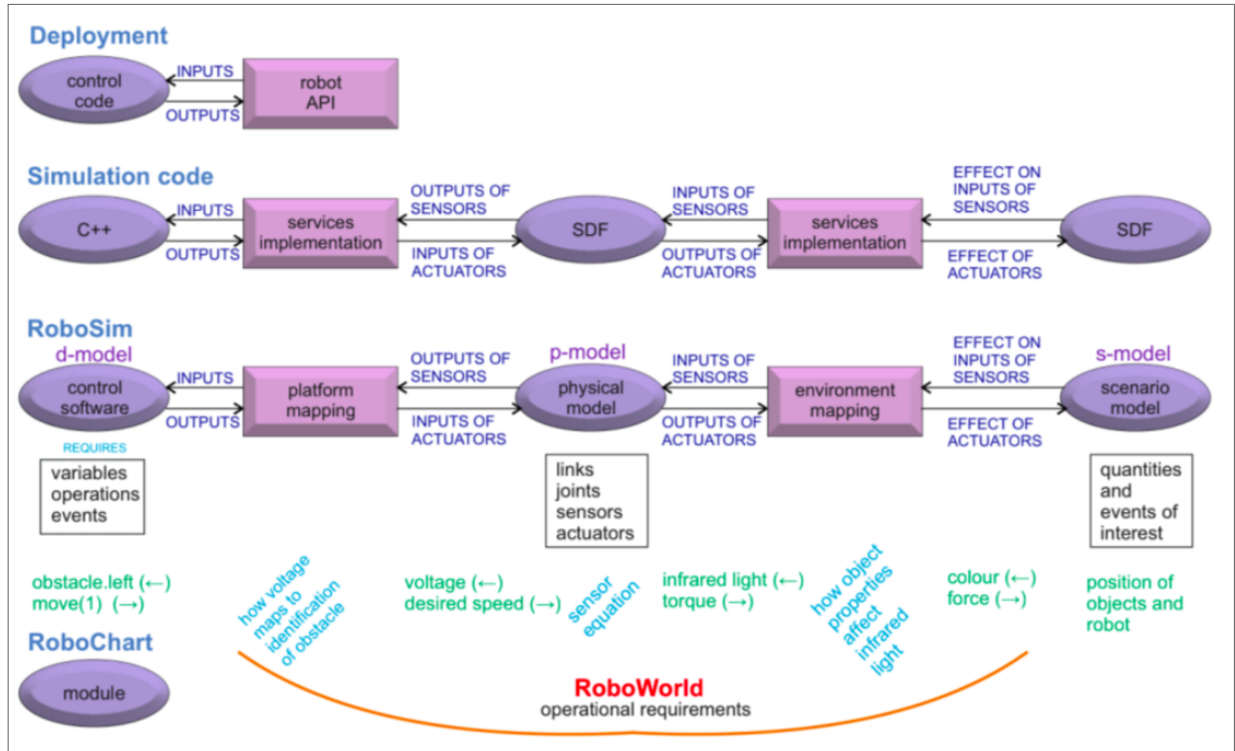 Deployment
control
code
INPUTS
OUTPUTS
robot
API
Simulation code
C++
INPUTS
OUTPUTS
services
implementation
OUTPUTS OF
SENSORS
INPUTS OF
ACTUATORS
SDF
INPUTS OF
SENSORS
OUTPUTS OF
ACTUATORS
services
implementation
EFFECT ON
INPUTS OF
SENSORS
EFFECT OF
ACTUATORS
SDF
RoboSim
d-model
control
software
INPUTS
OUTPUTS
platform
mapping
OUTPUTS OF
SENSORS
INPUTS OF
ACTUATORS
p-model
physical
model
INPUTS OF
SENSORS
OUTPUTS OF
ACTUATORS
environment
mapping
EFFECT ON
INPUTS OF
SENSORS
EFFECT OF
ACTUATORS
s-model
scenario
model
REQUIRES
variables
operations
events
links
joints
sensors
actuators
quantities
and
events of
interest
obstacle.left (←)
move(1) (→)
how voltage
maps to
identification
of obstacle
voltage (←)
desired speed (→)
sensor
equation
infrared light (←)
torque (→)
how object
properties
affect
infrared
light
colour (←)
force (→)
position of
objects and
robot
RoboChart
module
RoboWorld
operational requirements